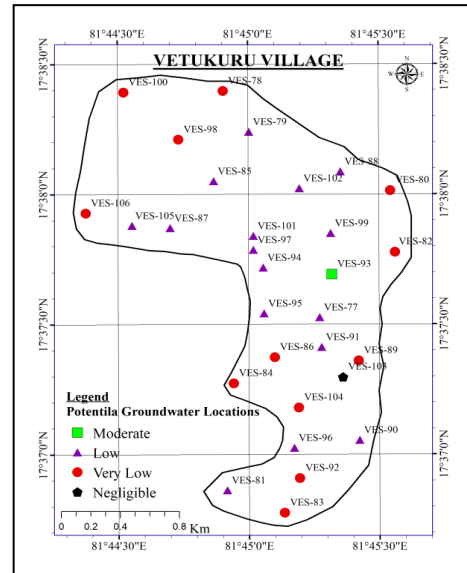 81°44'30"E 81°45'0"E 81°45'30"E
VETUKURU VILLAGE
N
W E
S
17°38'30"N 17°38'30"N
VES-100 VES-78
VES-79
VES-98
VES-88
VES-85
VES-102 VES-80
17°38'0"N 17°38'0"N
VES-106
VES-105 VES-87
VES-101 VES-99
VES-97 VES-82
VES-94 VES-93
VES-95 VES-77
17°37'30"N 17°37'30"N
VES-91
VES-86 VES-89
VES-103
VES-84
VES-104
Legend
Potentila Groundwater Locations
Moderate
Low
Very Low
Negligible
VES-96 VES-90
17°37'0"N 17°37'0"N
VES-92
VES-81
VES-83
0 0.2 0.4 0.8
Km
81°44'30"E 81°45'0"E 81°45'30"E